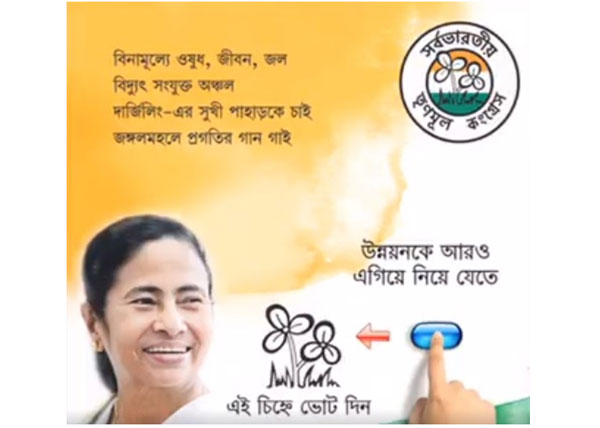 বিনামূল্যে ওষুধ, জীবন, জল
বিদ্যুৎ সংযুক্ত অঞ্চল
দার্জিলিং-এর সুখী পাহাড়কে চাই
জঙ্গলমহলে প্রগতির গান গাই
সর্বভারতীয়
তৃণমূল কংগ্রেস
উন্নয়নকে আরও
এগিয়ে নিয়ে যেতে
এই চিহ্নে ভোট দিন